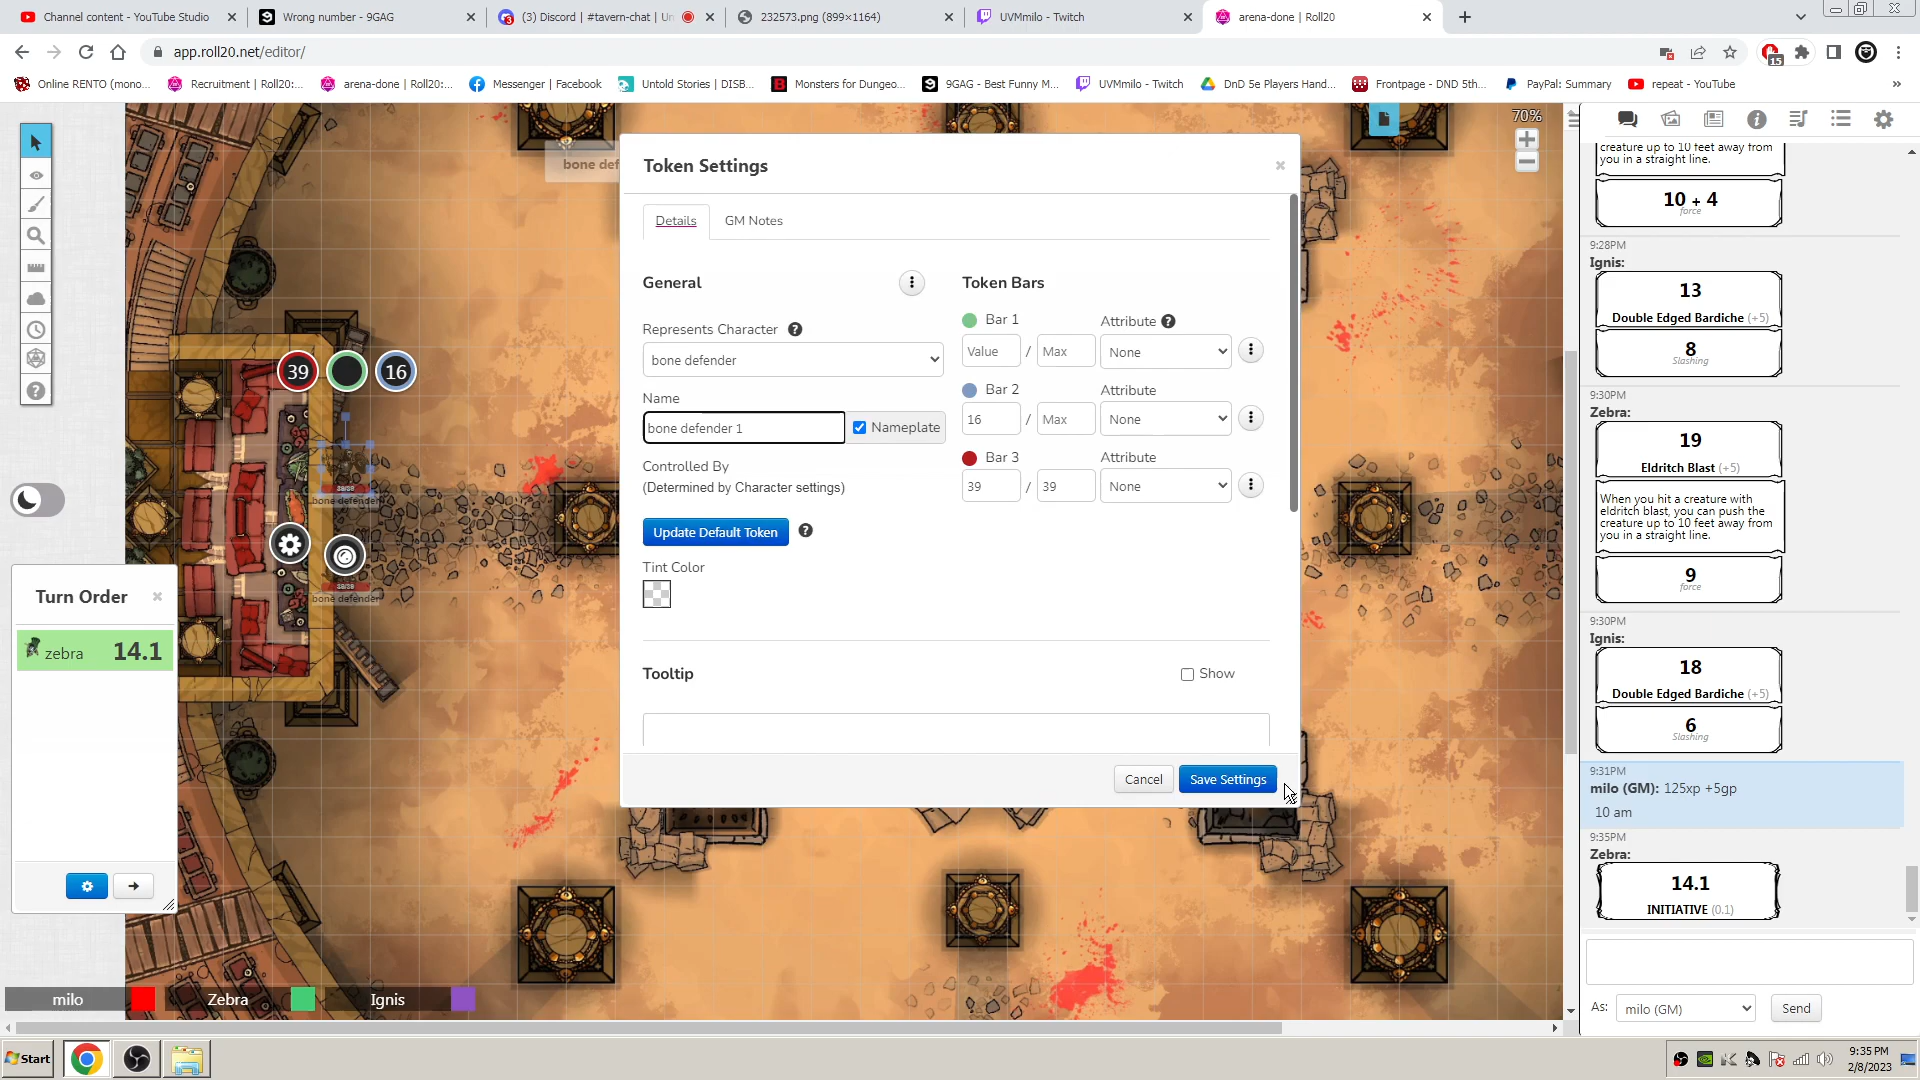 Channel content - YouTube Studio
Wrong number - 9GAG
(3) Discord | #tavern-chat | Un
232573.png (899×1164)
UVMmilo - Twitch
arena-done | Roll20
app.roll20.net/editor/
15
Online RENTO (mono...
Recruitment | Roll20:...
arena-done | Roll20:...
Messenger | Facebook
Untold Stories | DISB...
Monsters for Dungeo...
9GAG - Best Funny M...
UVMmilo - Twitch
DnD 5e Players Hand...
Frontpage - DND 5th...
PayPal: Summary
repeat - YouTube
»
70%
bone def
Token Settings
Details
GM Notes
General
Represents Character
bone defender
Name
bone defender 1
Nameplate
Controlled By
(Determined by Character settings)
Update Default Token
Tint Color
Token Bars
Bar 1
Attribute
Value / Max
None
Bar 2
Attribute
16 / Max
None
Bar 3
Attribute
39 / 39
None
Tooltip
Show
Cancel
Save Settings
39
16
bone defender
bone defender
Turn Order
zebra 14.1
milo
Zebra
Ignis
creature up to 10 feet away from
you in a straight line.
10 + 4
force
9:28PM
Ignis:
13
Double Edged Bardiche (+5)
8
Slashing
9:30PM
Zebra:
19
Eldritch Blast (+5)
When you hit a creature with
eldritch blast, you can push the
creature up to 10 feet away from
you in a straight line.
9
force
9:30PM
Ignis:
18
Double Edged Bardiche (+5)
6
Slashing
9:31PM
milo (GM): 125xp +5gp
10 am
9:35PM
Zebra:
14.1
INITIATIVE (0.1)
As:
milo (GM)
Send
Start
9:35 PM
2/8/2023